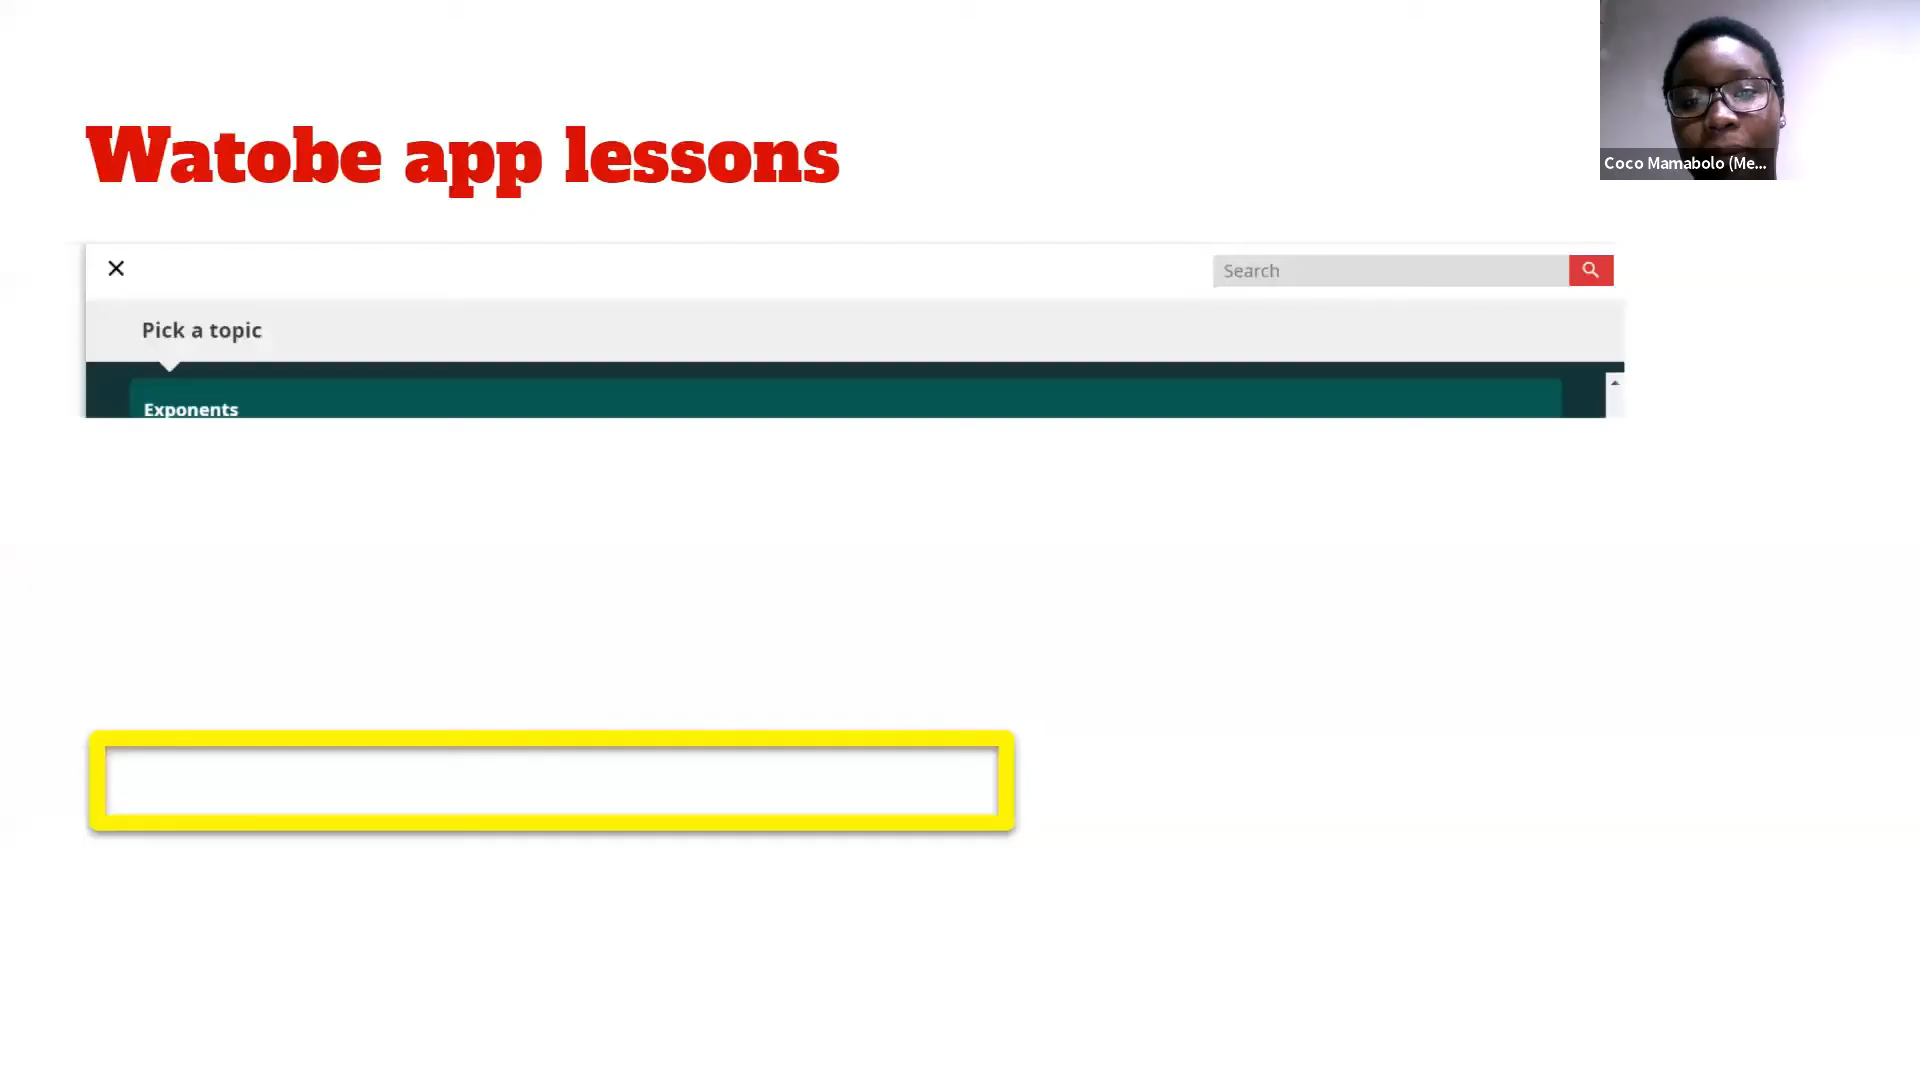 Watobe app lessons
Coco Mamabolo (Me...
Search
Pick a topic
Exponents